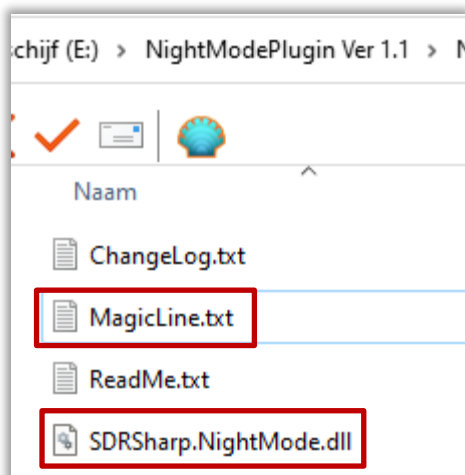 schijf (E:) > NightModePlugin Ver 1.1 >
Naam
ChangeLog.txt
MagicLine.txt
ReadMe.txt
SDRSharp.NightMode.dll